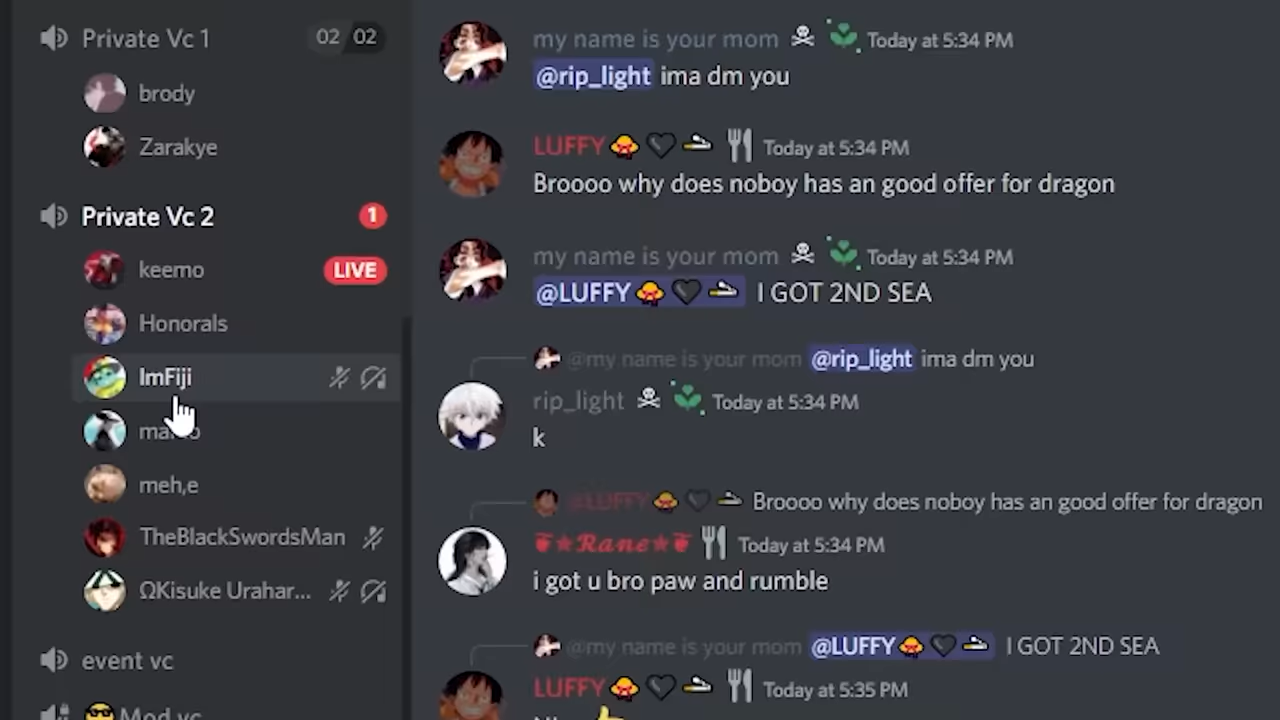 Private Vc 1
02 02
brody
Zarakye
Private Vc 2
1
keemo
LIVE
Honorals
ImFiji
meh,e
TheBlackSwordsMan
ΩKisuke Urahar...
event vc
Mod vc
my name is your mom Today at 5:34 PM
@rip_light ima dm you
LUFFY Today at 5:34 PM
Broooo why does noboy has an good offer for dragon
my name is your mom Today at 5:34 PM
@LUFFY I GOT 2ND SEA
@my name is your mom @rip_light ima dm you
rip_light Today at 5:34 PM
k
@LUFFY Broooo why does noboy has an good offer for dragon
❦★𝓡𝓪𝓷𝓮★❦ Today at 5:34 PM
i got u bro paw and rumble
@my name is your mom @LUFFY I GOT 2ND SEA
LUFFY Today at 5:35 PM